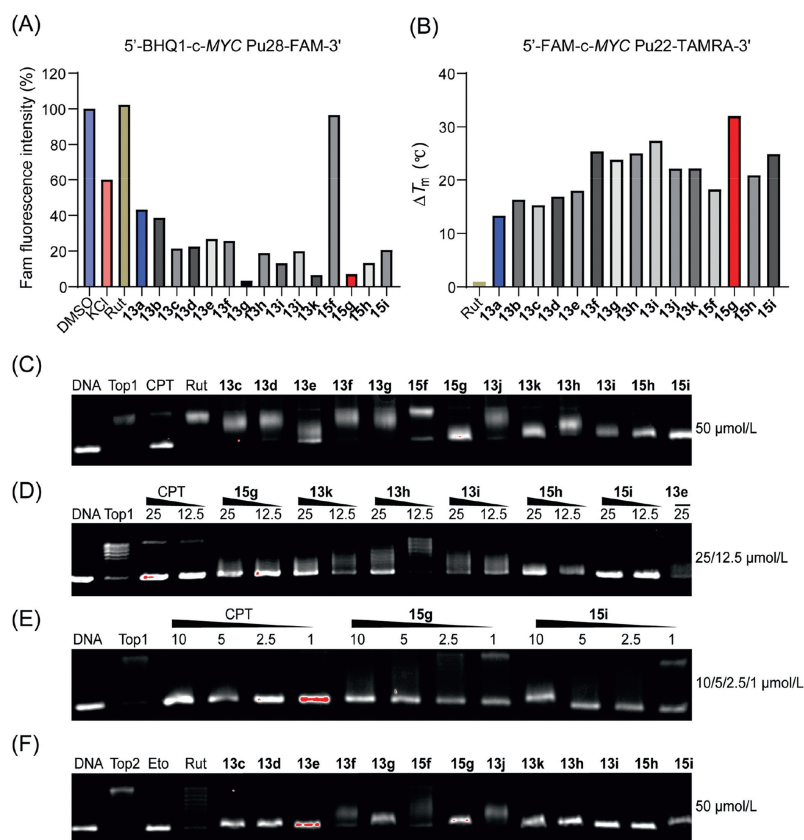 (A)
5'-BHQ1-c-MYC Pu28-FAM-3'
Fam fluorescence intensity (%)
120
100
80
60
40
20
0
DMSO KCl Rut 13a 13b 13c 13d 13e 13f 13g 13h 13i 13j 13k 15f 15g 15h 15i
(B)
5'-FAM-c-MYC Pu22-TAMRA-3'
ΔTm (℃)
40
30
20
10
0
Rut 13a 13b 13c 13d 13e 13f 13g 13h 13i 13j 13k 15f 15g 15h 15i
(C)
DNA Top1 CPT Rut 13c 13d 13e 13f 13g 15f 15g 13j 13k 13h 13i 15h 15i
50 μmol/L
(D)
CPT 15g 13k 13h 13i 15h 15i 13e
DNA Top1 25 12.5 25 12.5 25 12.5 25 12.5 25 12.5 25 12.5 25 12.5 25
25/12.5 μmol/L
(E)
CPT 15g 15i
DNA Top1 10 5 2.5 1 10 5 2.5 1 10 5 2.5 1
10/5/2.5/1 μmol/L
(F)
DNA Top2 Eto Rut 13c 13d 13e 13f 13g 15f 15g 13j 13k 13h 13i 15h 15i
50 μmol/L